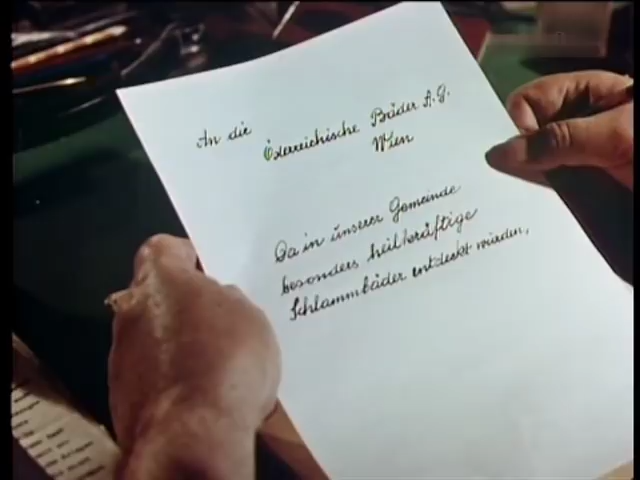 An die
Österreichische Bäder A.G.
Wien
Da in unserer Gemeinde
besonders heilkräftige
Schlammbäder entdeckt wurden,